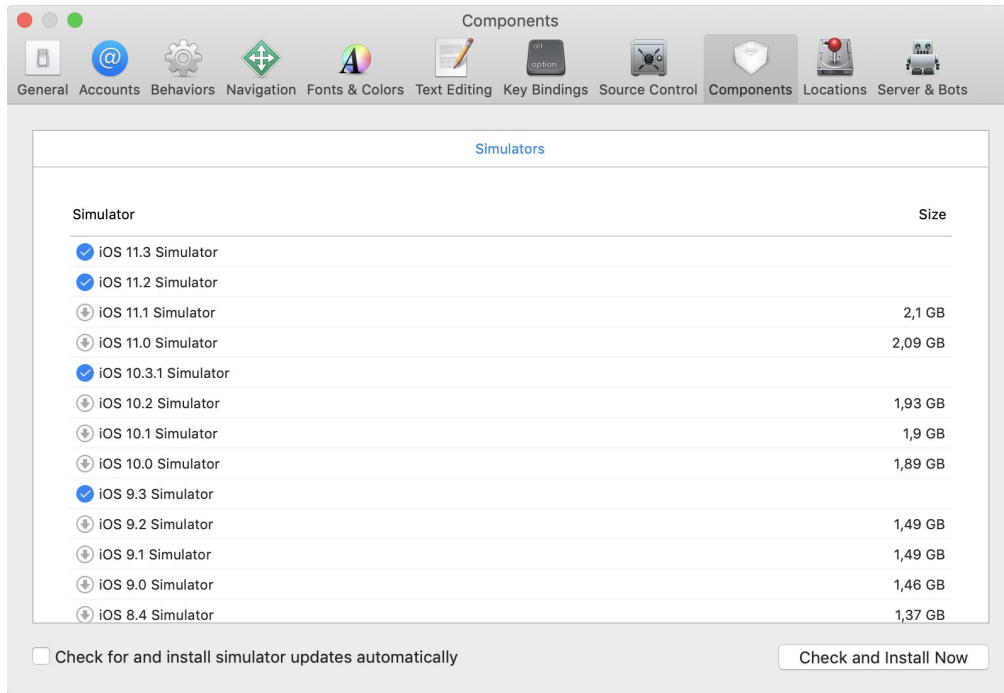 Components
alt
option
General Accounts Behaviors Navigation Fonts & Colors Text Editing Key Bindings Source Control Components Locations Server & Bots
Simulators
Simulator Size
iOS 11.3 Simulator
iOS 11.2 Simulator
iOS 11.1 Simulator 2,1 GB
iOS 11.0 Simulator 2,09 GB
iOS 10.3.1 Simulator
iOS 10.2 Simulator 1,93 GB
iOS 10.1 Simulator 1,9 GB
iOS 10.0 Simulator 1,89 GB
iOS 9.3 Simulator
iOS 9.2 Simulator 1,49 GB
iOS 9.1 Simulator 1,49 GB
iOS 9.0 Simulator 1,46 GB
iOS 8.4 Simulator 1,37 GB
Check for and install simulator updates automatically Check and Install Now